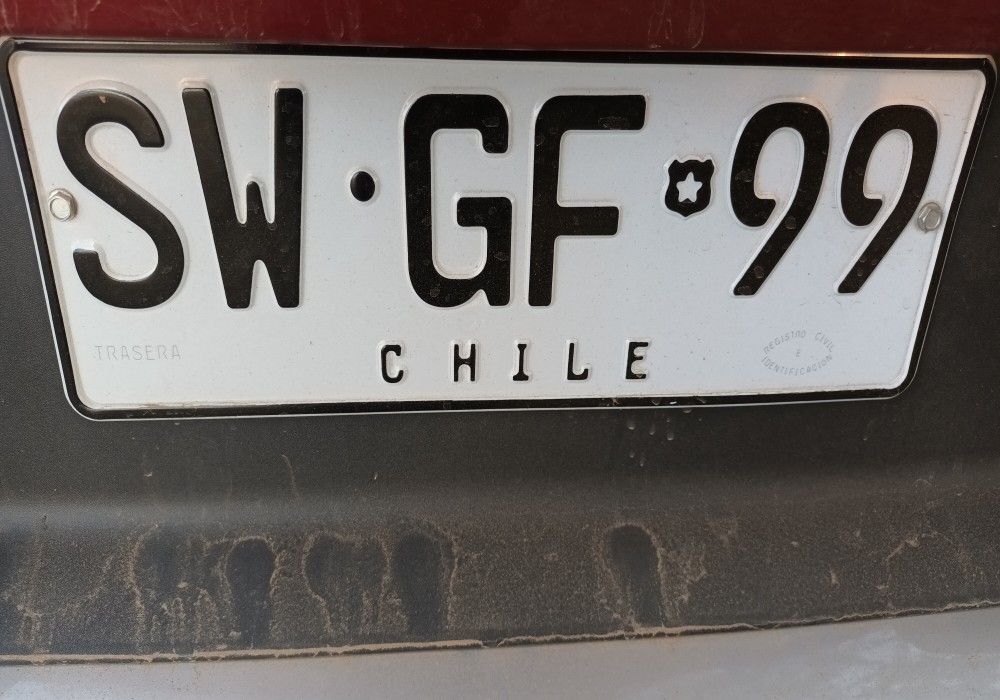 SW·GF 99
TRASERA
CHILE
REGISTRO CIVIL
E
IDENTIFICACION